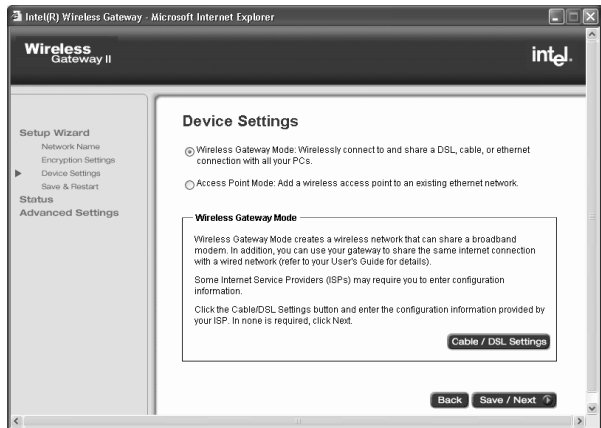 Intel(R) Wireless Gateway - Microsoft Internet Explorer
Wireless
Gateway II
intel.
Setup Wizard
Network Name
Encryption Settings
Device Settings
Save & Restart
Status
Advanced Settings
Device Settings
Wireless Gateway Mode: Wirelessly connect to and share a DSL, cable, or ethernet
connection with all your PCs.
Access Point Mode: Add a wireless access point to an existing ethernet network.
Wireless Gateway Mode
Wireless Gateway Mode creates a wireless network that can share a broadband
modem. In addition, you can use your gateway to share the same internet connection
with a wired network (refer to your User's Guide for details).
Some Internet Service Providers (ISPs) may require you to enter configuration
information.
Click the Cable/DSL Settings button and enter the configuration information provided by
your ISP. In none is required, click Next.
Cable / DSL Settings
Back
Save / Next